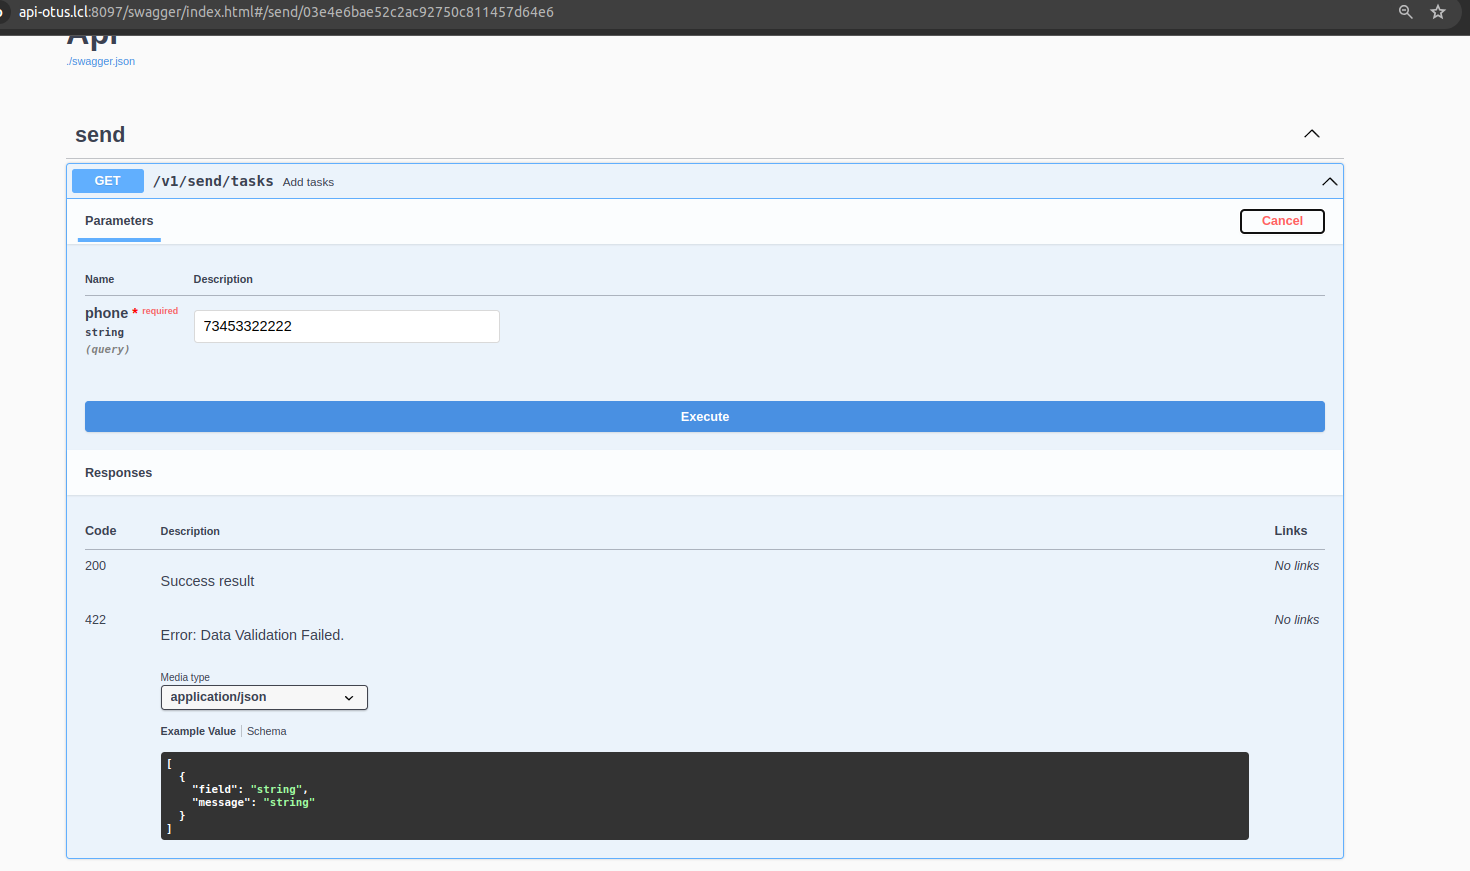 api-otus.lcl:8097/swagger/index.html#/send/03e4e6bae52c2ac92750c811457d64e6
Api
./swagger.json
send
GET /v1/send/tasks Add tasks
Parameters Cancel
Name Description
phone * required
string
(query)
73453322222
Execute
Responses
Code Description Links
200 Success result No links
422 Error: Data Validation Failed. No links
Media type
application/json
Example Value Schema
[
  {
    "field": "string",
    "message": "string"
  }
]